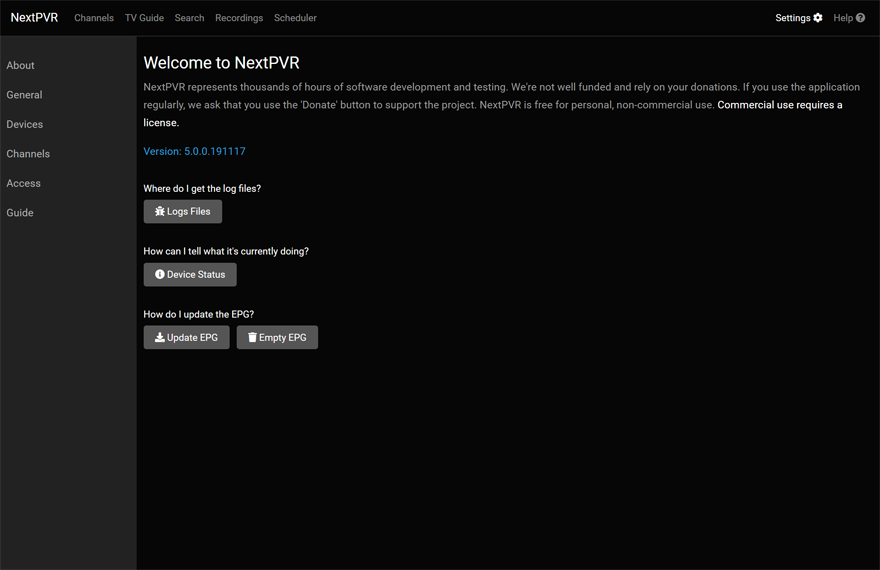 NextPVR Channels TV Guide Search Recordings Scheduler Settings Help
About
General
Devices
Channels
Access
Guide
Welcome to NextPVR
NextPVR represents thousands of hours of software development and testing. We're not well funded and rely on your donations. If you use the application
regularly, we ask that you use the 'Donate' button to support the project. NextPVR is free for personal, non-commercial use. Commercial use requires a
license.
Version: 5.0.0.191117
Where do I get the log files?
Logs Files
How can I tell what it's currently doing?
Device Status
How do I update the EPG?
Update EPG Empty EPG